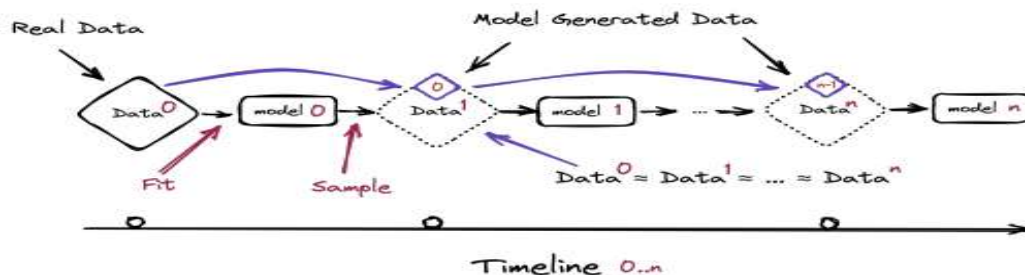 Real Data
Model Generated Data
0
n-1
Data⁰
model 0
Data¹
model 1
...
Dataⁿ
model n
Fit
Sample
Data⁰ ≈ Data¹ ≈ ... ≈ Dataⁿ
Timeline 0..n